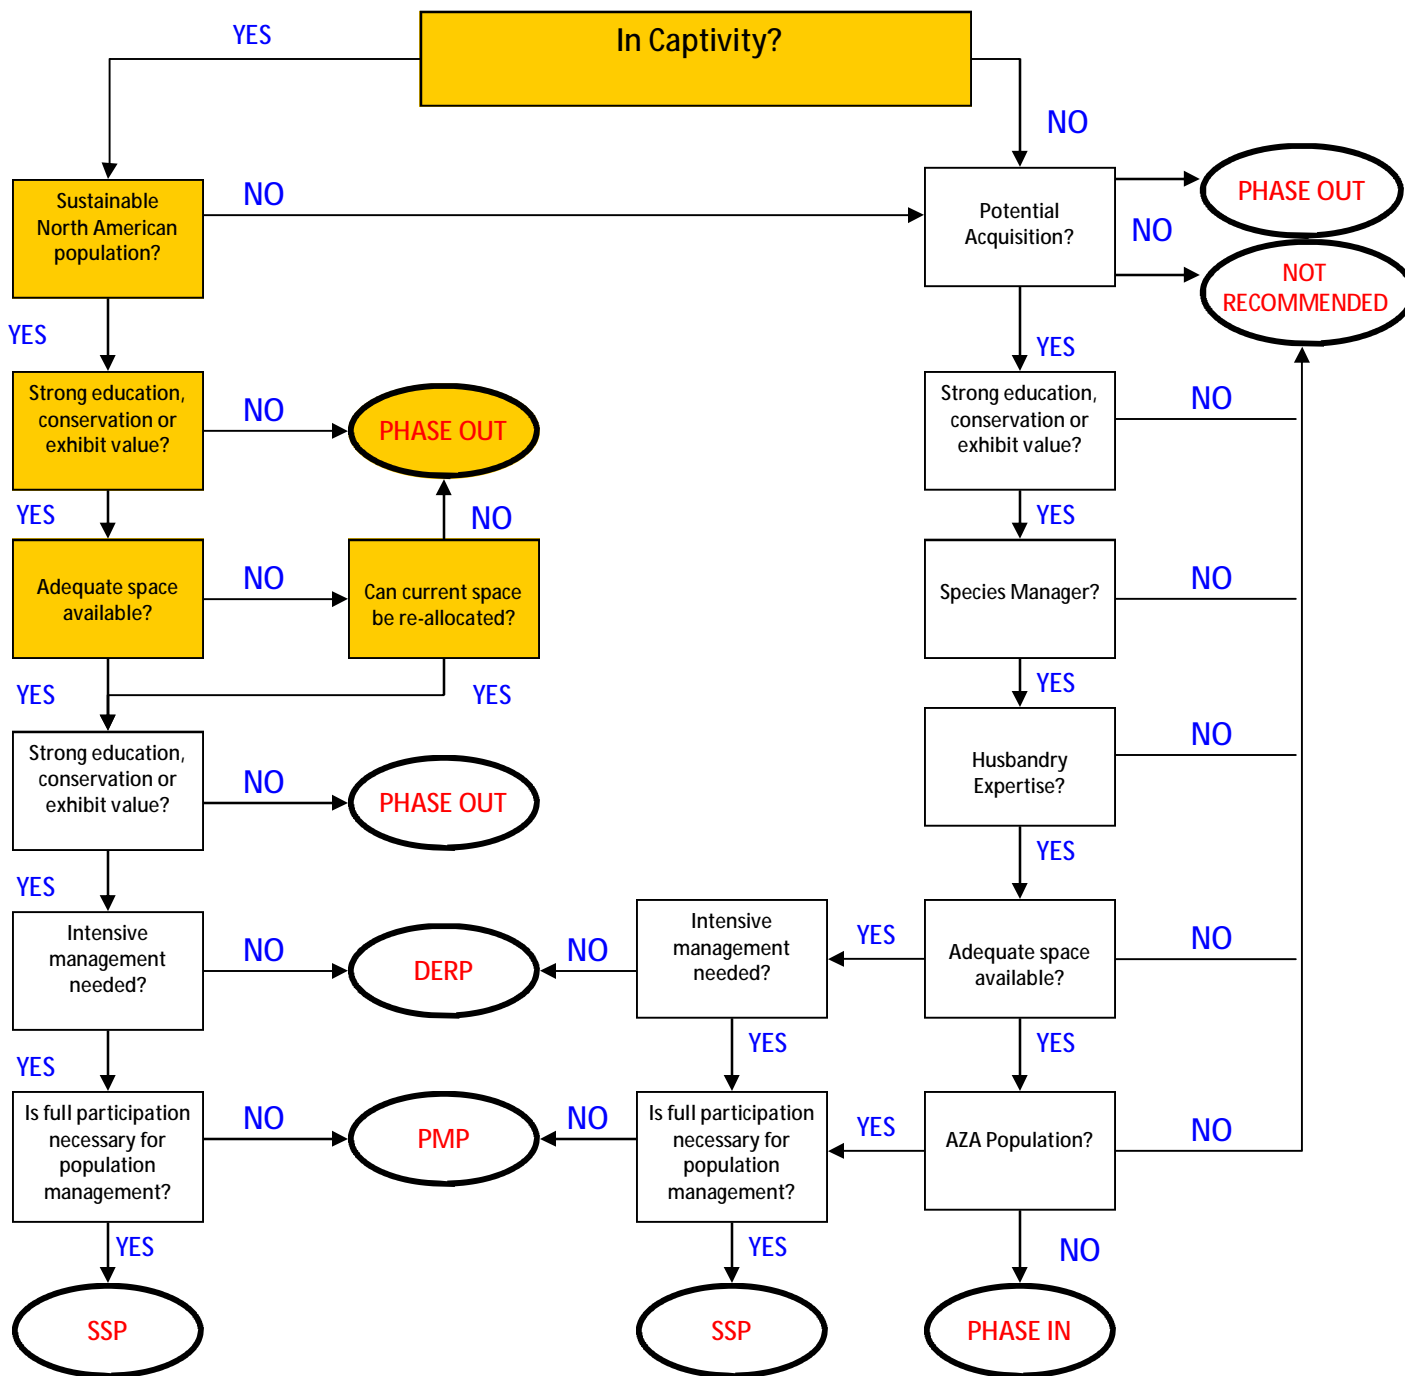 In Captivity?
YES
NO
Sustainable
North American
population?
NO
Potential
Acquisition?
PHASE OUT
NO
NOT
RECOMMENDED
YES
YES
Strong education,
conservation or
exhibit value?
NO
PHASE OUT
Strong education,
conservation or
exhibit value?
NO
YES
NO
YES
Adequate space
available?
NO
Can current space
be re-allocated?
Species Manager?
NO
YES
YES
YES
Strong education,
conservation or
exhibit value?
NO
PHASE OUT
Husbandry
Expertise?
NO
YES
YES
Intensive
management
needed?
NO
DERP
NO
Intensive
management
needed?
YES
Adequate space
available?
NO
YES
YES
YES
Is full participation
necessary for
population
management?
NO
PMP
NO
Is full participation
necessary for
population
management?
YES
AZA Population?
NO
YES
YES
NO
SSP
SSP
PHASE IN